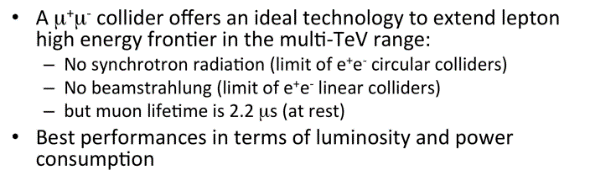 • A μ⁺μ⁻ collider offers an ideal technology to extend lepton
high energy frontier in the multi-TeV range:
– No synchrotron radiation (limit of e⁺e⁻ circular colliders)
– No beamstrahlung (limit of e⁺e⁻ linear colliders)
– but muon lifetime is 2.2 μs (at rest)
• Best performances in terms of luminosity and power
consumption